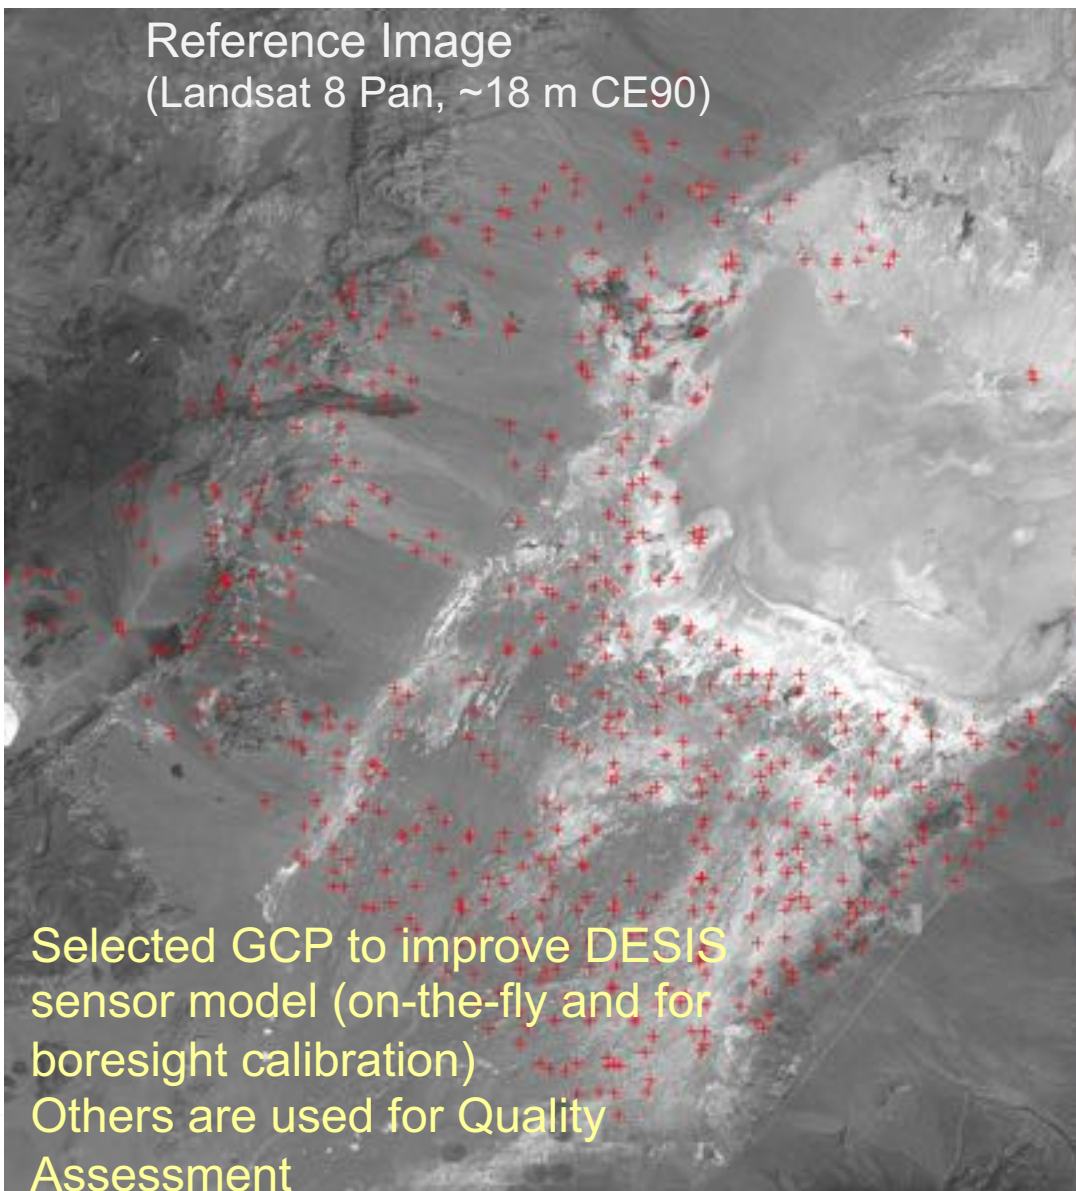 Reference Image
(Landsat 8 Pan, ~18 m CE90)
Selected GCP to improve DESIS
sensor model (on-the-fly and for
boresight calibration)
Others are used for Quality
Assessment